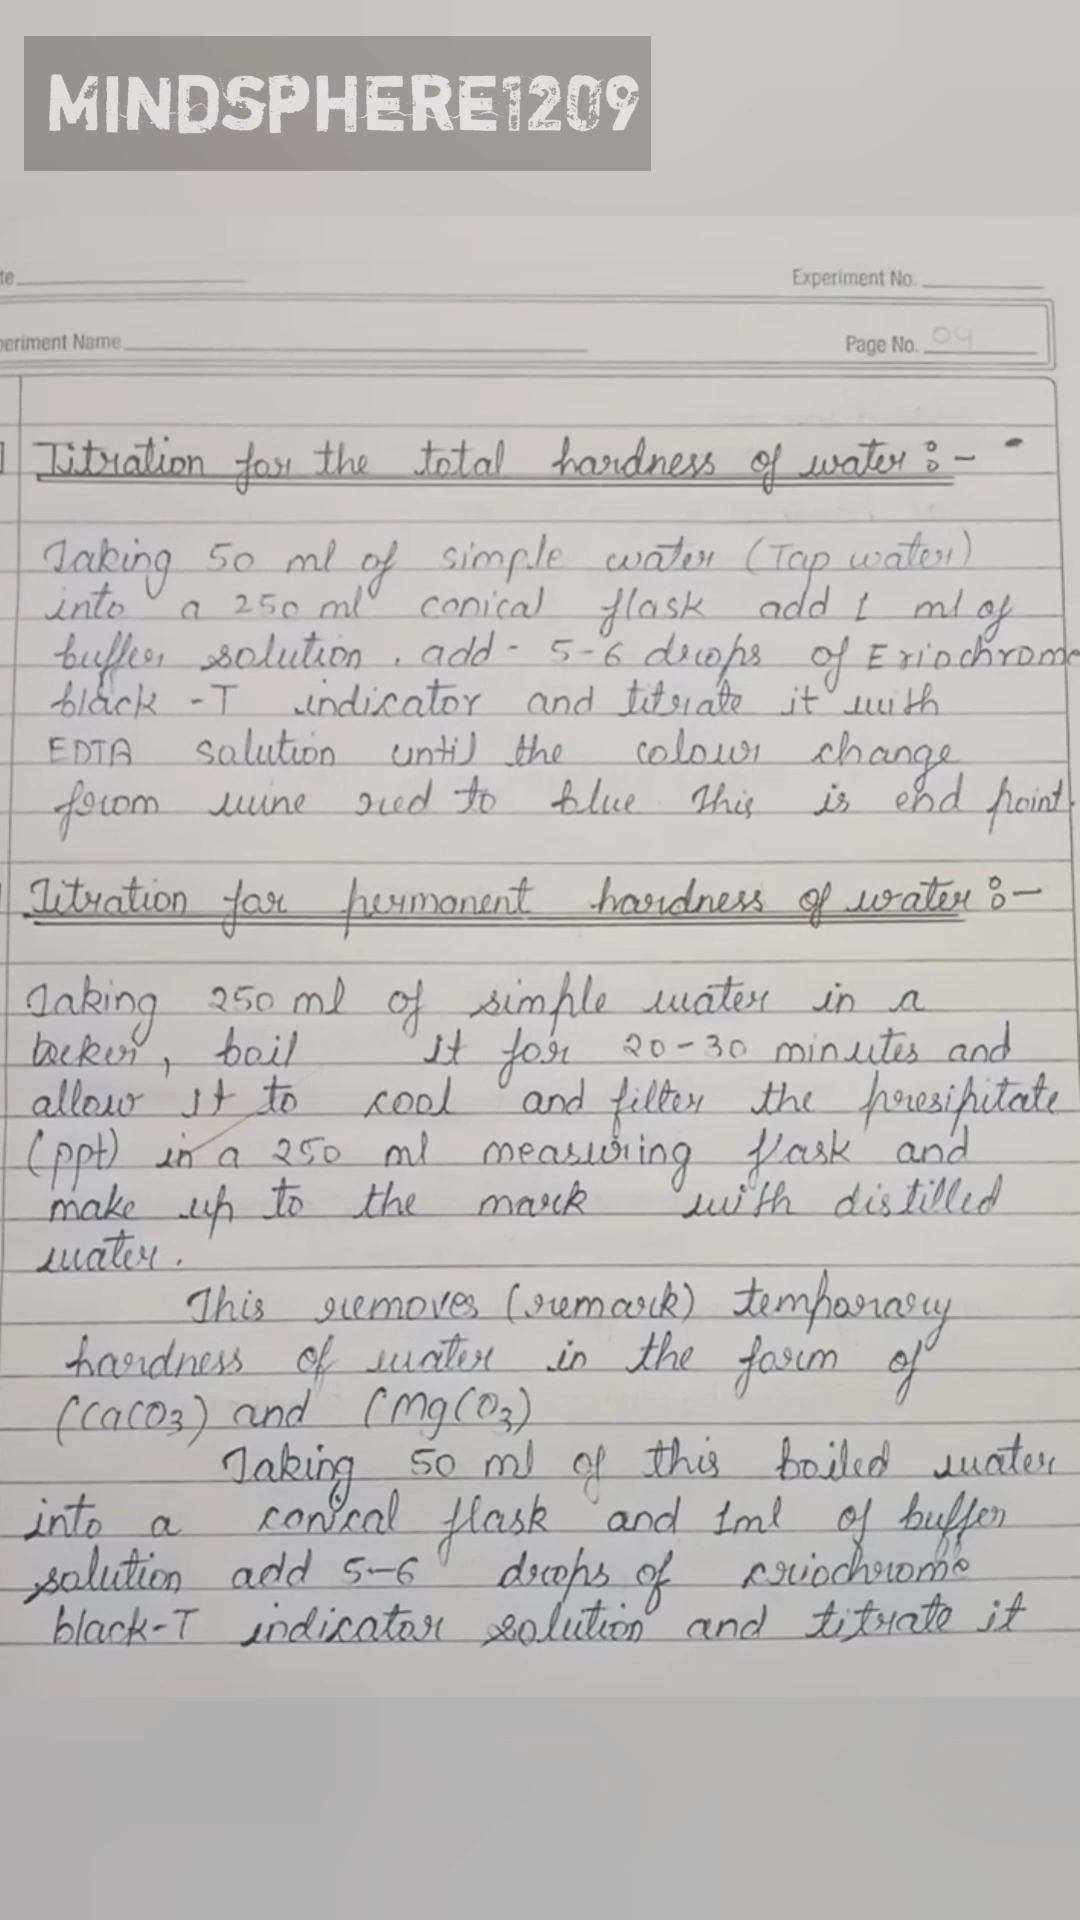 MINDSPHERE1209
te
Experiment No.
periment Name
Page No. 04
Titration for the total hardness of water :-
Taking 50 ml of simple water (Tap water)
into a 250 ml conical flask add 1 ml of
buffer solution, add - 5-6 drops of Eriochrome
black -T indicator and titrate it with
EDTA solution until the colour change
from wine red to blue. This is end point.
Titration for permanent hardness of water :-
Taking 250 ml of simple water in a
becker, boil it for 20-30 minutes and
allow it to cool and filter the presipitate
(ppt) in a 250 ml measuring flask and
make up to the mark with distilled
water.
This removes (remark) temporary
hardness of water in the form of
(CaCO3) and (MgCO3)
Taking 50 ml of this boiled water
into a conical flask and 1ml of buffer
solution add 5-6 drops of eriochrome
black-T indicator solution and titrate it